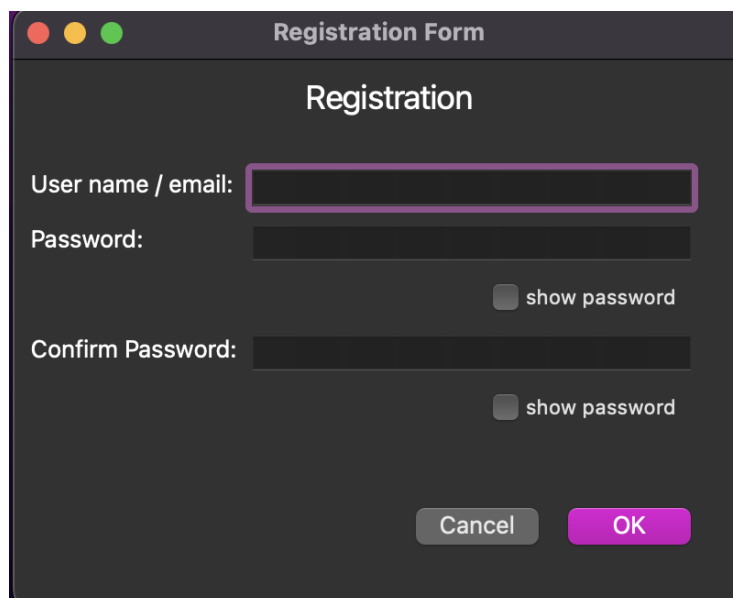 Registration Form
Registration
User name / email:
Password:
show password
Confirm Password:
show password
Cancel OK